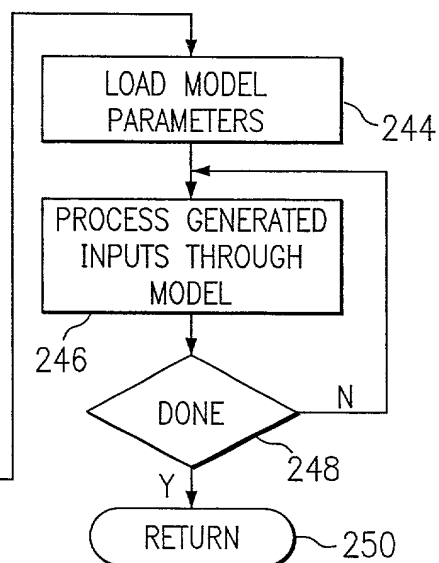 LOAD MODEL
PARAMETERS
244
PROCESS GENERATED
INPUTS THROUGH
MODEL
246
DONE
N
248
Y
RETURN
250